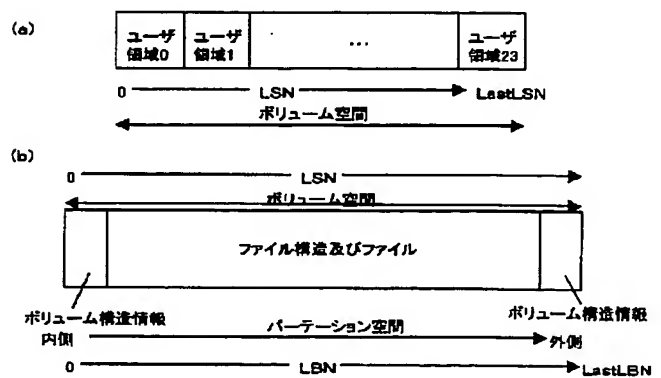 (a)
ユーザ
領域0
ユーザ
領域1
...
ユーザ
領域23
0 LSN LastLSN
ボリューム空間
(b)
0 LSN
ボリューム空間
ファイル構造及びファイル
ボリューム構造情報 ボリューム構造情報
内側 パーテーション空間 外側
0 LBN LastLBN